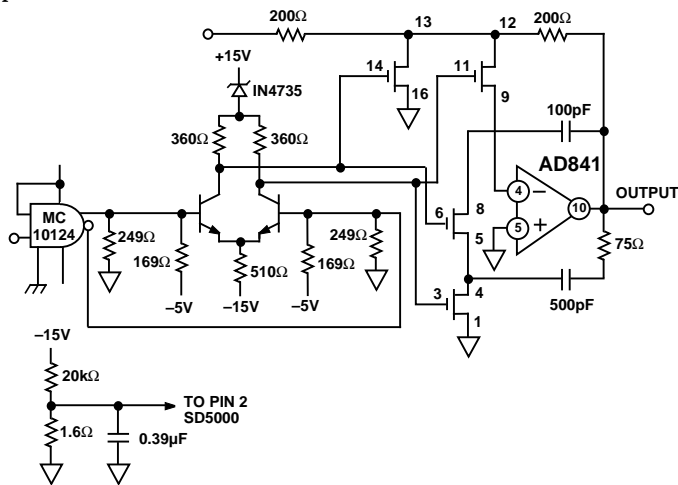 200Ω
13
12
200Ω
+15V
IN4735
14
16
11
9
360Ω
360Ω
100pF
AD841
4
−
5
+
10
OUTPUT
MC
10124
6
8
5
249Ω
169Ω
510Ω
169Ω
249Ω
75Ω
–5V
–15V
–5V
3
4
1
500pF
–15V
20kΩ
1.6Ω
0.39µF
TO PIN 2
SD5000